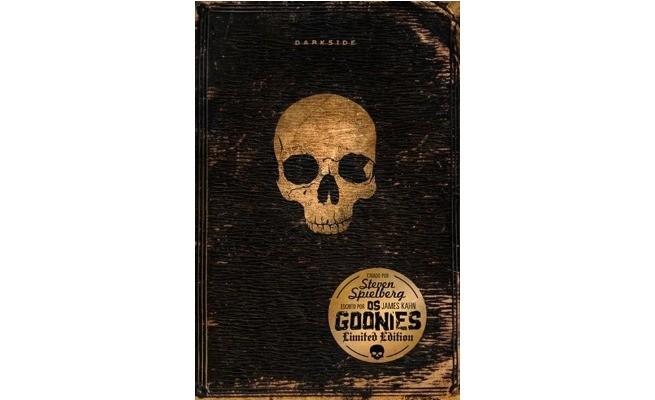 DARKSIDE
CRIADO POR
Steven
Spielberg
ESCRITO POR OS JAMES KAHN
GOONIES
Limited Edition